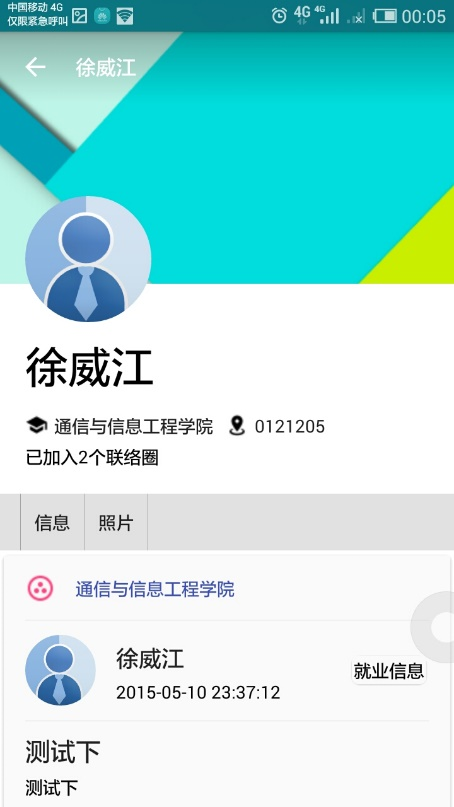 中国移动 4G
仅限紧急呼叫
4G 4G 00:05
徐威江
徐威江
通信与信息工程学院 0121205
已加入2个联络圈
信息 照片
通信与信息工程学院
徐威江
2015-05-10 23:37:12
就业信息
测试下
测试下